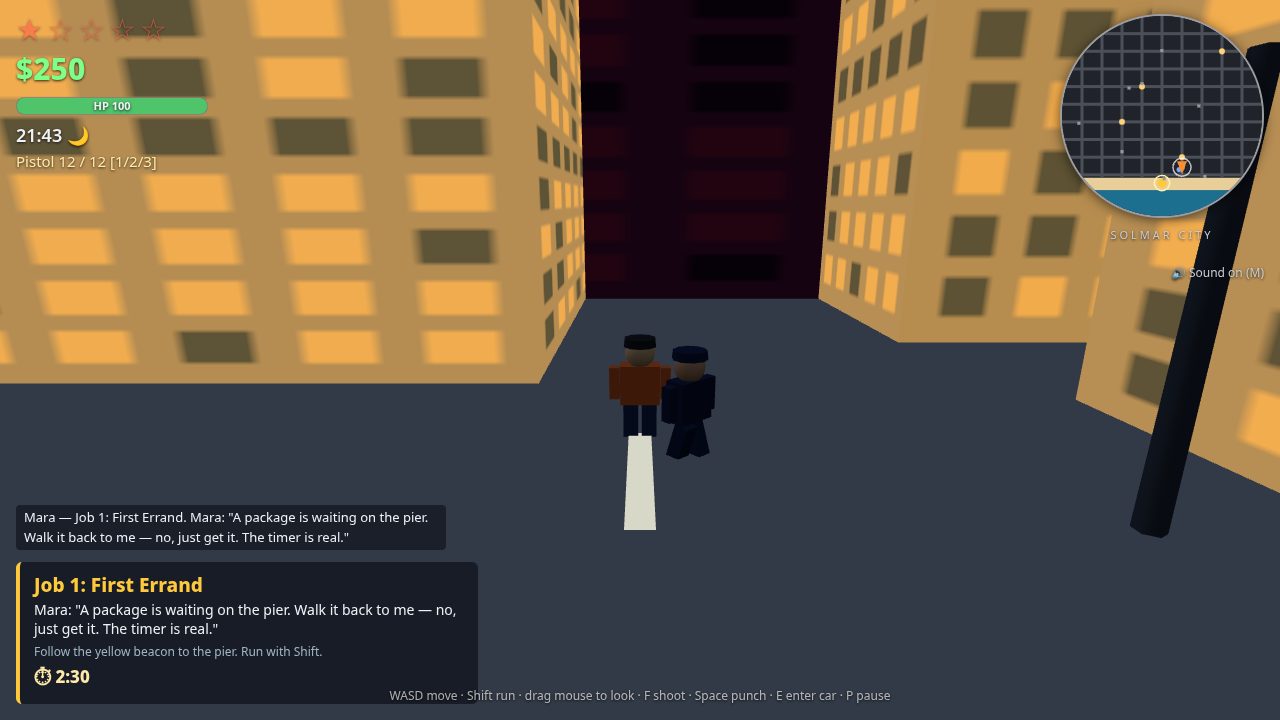 $250
HP 100
21:43 🌙
Pistol 12 / 12 [1/2/3]
SOLMAR CITY
🔊 Sound on (M)
Mara — Job 1: First Errand. Mara: "A package is waiting on the pier.
Walk it back to me — no, just get it. The timer is real."
Job 1: First Errand
Mara: "A package is waiting on the pier. Walk it back to me — no,
just get it. The timer is real."
Follow the yellow beacon to the pier. Run with Shift.
⏱ 2:30
WASD move · Shift run · drag mouse to look · F shoot · Space punch · E enter car · P pause